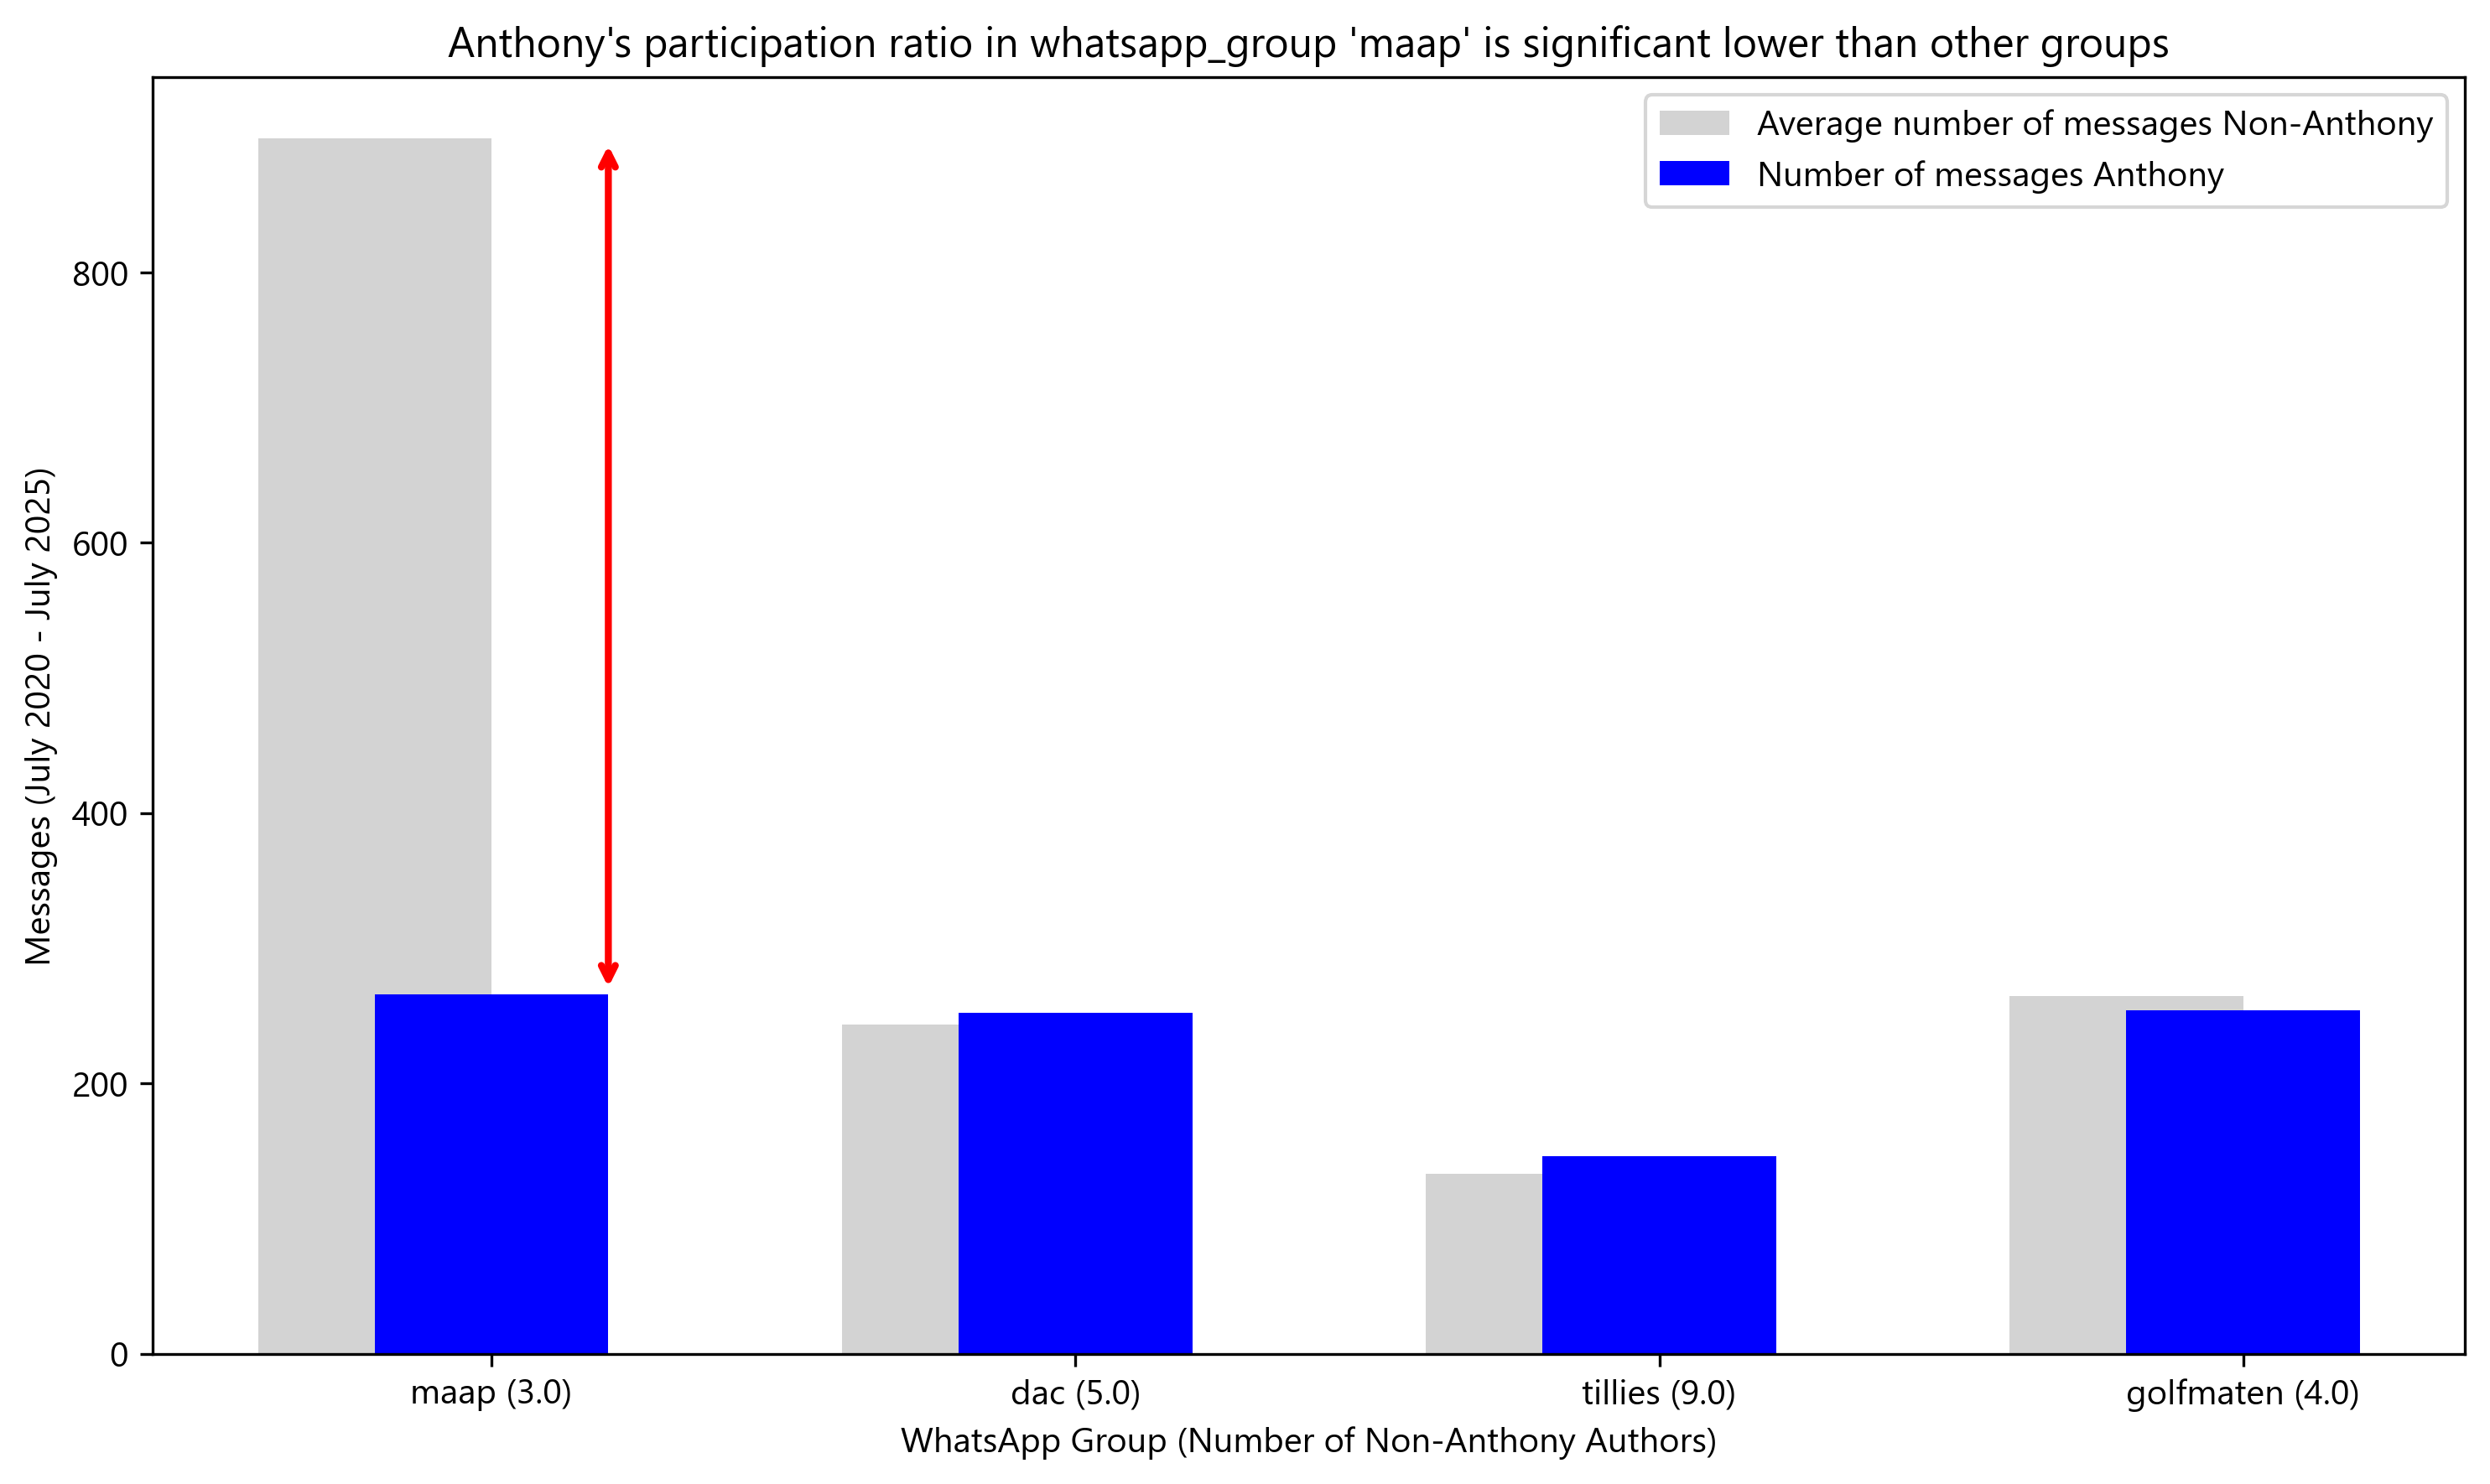 Anthony's participation ratio in whatsapp_group 'maap' is significant lower than other groups
Average number of messages Non-Anthony
Number of messages Anthony
Messages (July 2020 - July 2025)
800
600
400
200
0
maap (3.0)
dac (5.0)
tillies (9.0)
golfmaten (4.0)
WhatsApp Group (Number of Non-Anthony Authors)